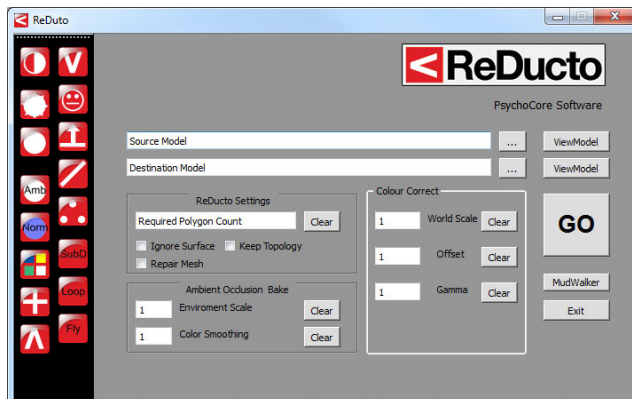 ReDuto
ReDucto
PsychoCore Software
Source Model ... ViewModel
Destination Model ... ViewModel
ReDucto Settings
Required Polygon Count Clear
Ignore Surface Keep Topology
Repair Mesh
Ambient Occlusion Bake
1 Enviroment Scale Clear
1 Color Smoothing Clear
Colour Correct
1 World Scale Clear
1 Offset Clear
1 Gamma Clear
GO
MudWalker
Exit
Amb
Norm
SubD
Loop
Fly